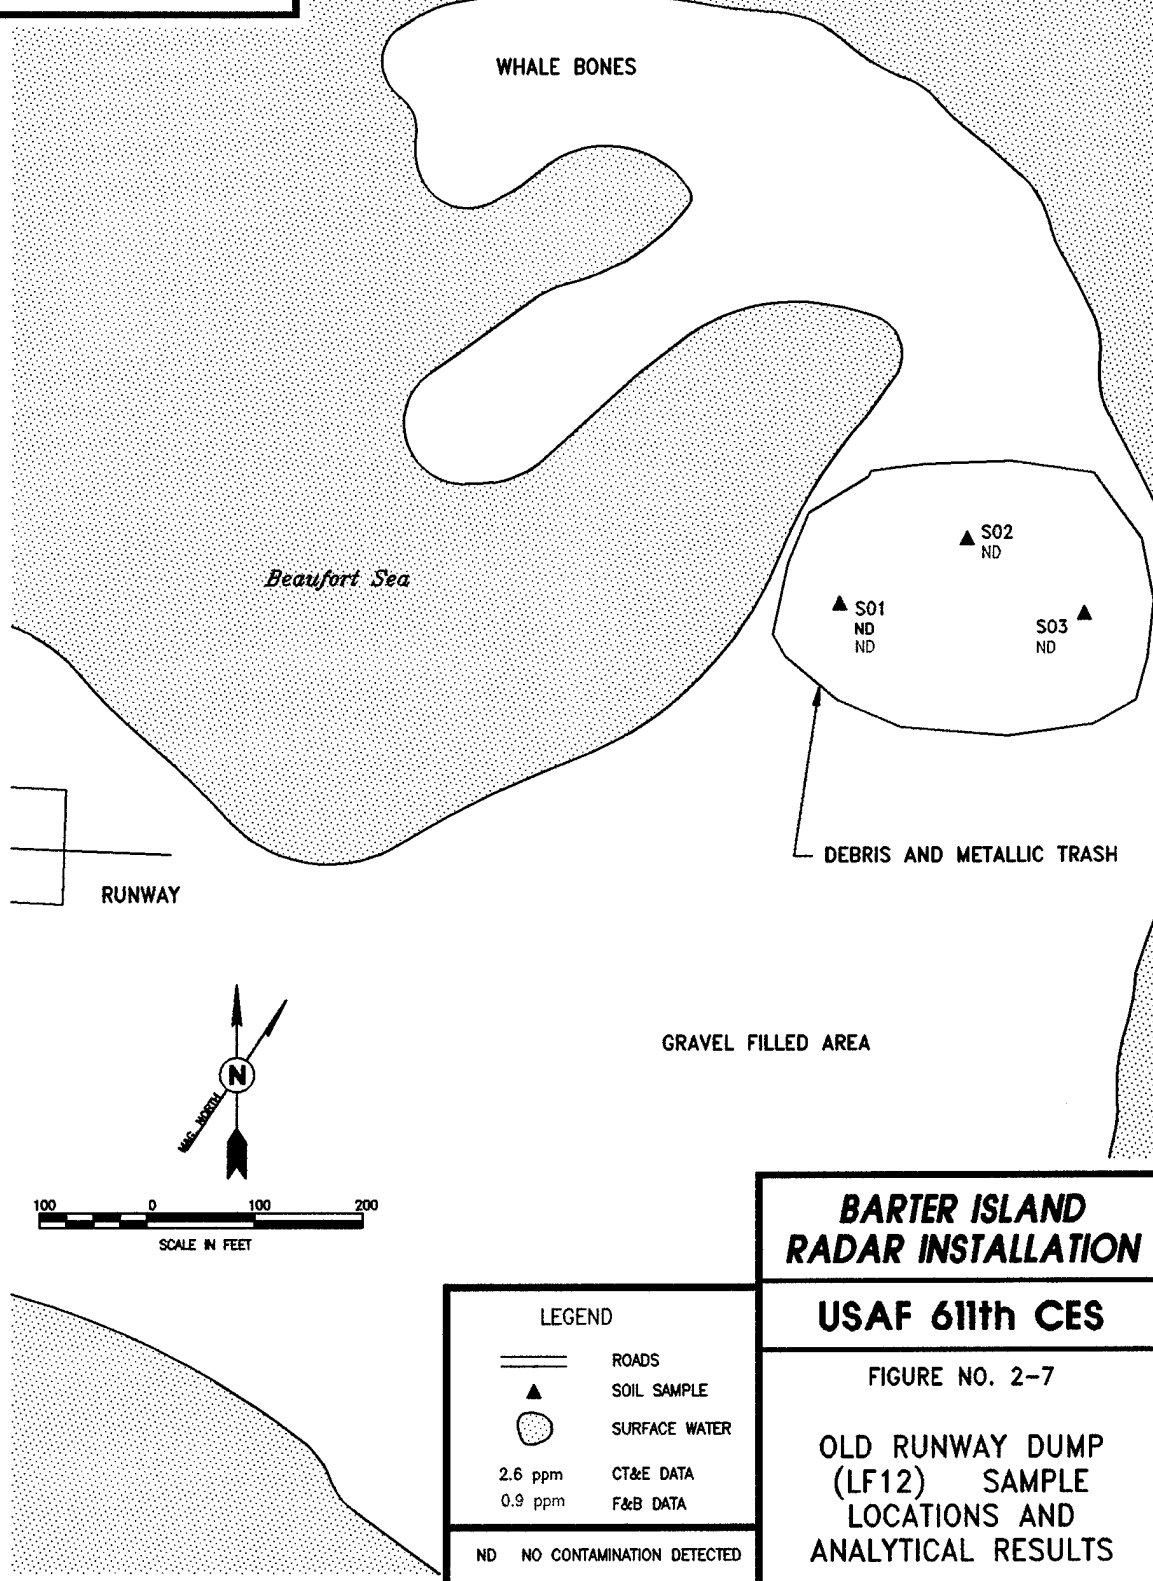 WHALE BONES
S02
ND
Beaufort Sea
S01
ND
ND
S03
ND
DEBRIS AND METALLIC TRASH
RUNWAY
GRAVEL FILLED AREA
N
MAG. NORTH
100 0 100 200
SCALE IN FEET
LEGEND
ROADS
SOIL SAMPLE
SURFACE WATER
2.6 ppm CT&E DATA
0.9 ppm F&B DATA
ND NO CONTAMINATION DETECTED
BARTER ISLAND
RADAR INSTALLATION
USAF 611th CES
FIGURE NO. 2-7
OLD RUNWAY DUMP
(LF12) SAMPLE
LOCATIONS AND
ANALYTICAL RESULTS